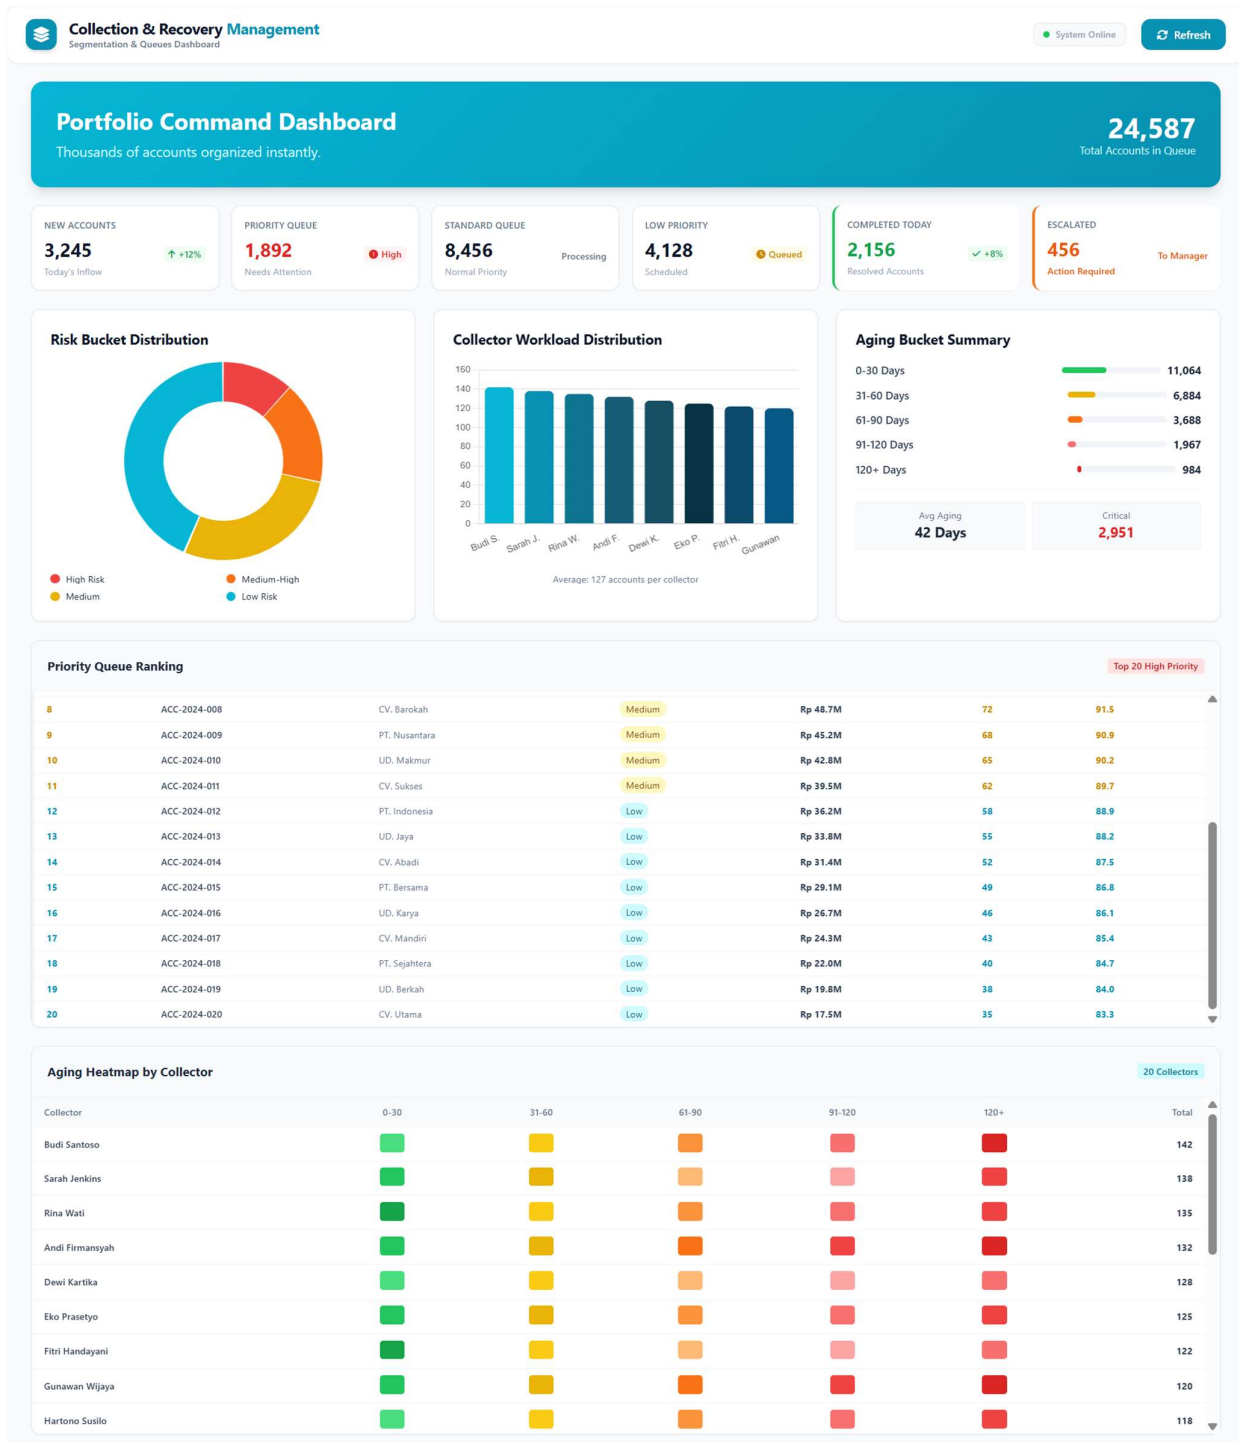 Collection & Recovery Management
Segmentation & Queues Dashboard
System Online
Refresh
Portfolio Command Dashboard
Thousands of accounts organized instantly.
24,587
Total Accounts in Queue
NEW ACCOUNTS
3,245
+12%
Today's Inflow
PRIORITY QUEUE
1,892
High
Needs Attention
STANDARD QUEUE
8,456
Processing
Normal Priority
LOW PRIORITY
4,128
Queued
Scheduled
COMPLETED TODAY
2,156
+8%
Resolved Accounts
ESCALATED
456
To Manager
Action Required
Risk Bucket Distribution
High Risk
Medium-High
Medium
Low Risk
Collector Workload Distribution
160
140
120
100
80
60
40
20
0
Budi S. Sarah J. Rina W. Andi F. Dewi K. Eko P. Fitri H. Gunawan
Average: 127 accounts per collector
Aging Bucket Summary
0-30 Days 11,064
31-60 Days 6,884
61-90 Days 3,688
91-120 Days 1,967
120+ Days 984
Avg Aging
42 Days
Critical
2,951
Priority Queue Ranking
Top 20 High Priority
8 ACC-2024-008 CV. Barokah Medium Rp 48.7M 72 91.5
9 ACC-2024-009 PT. Nusantara Medium Rp 45.2M 68 90.9
10 ACC-2024-010 UD. Makmur Medium Rp 42.8M 65 90.2
11 ACC-2024-011 CV. Sukses Medium Rp 39.5M 62 89.7
12 ACC-2024-012 PT. Indonesia Low Rp 36.2M 58 88.9
13 ACC-2024-013 UD. Jaya Low Rp 33.8M 55 88.2
14 ACC-2024-014 CV. Abadi Low Rp 31.4M 52 87.5
15 ACC-2024-015 PT. Bersama Low Rp 29.1M 49 86.8
16 ACC-2024-016 UD. Karya Low Rp 26.7M 46 86.1
17 ACC-2024-017 CV. Mandiri Low Rp 24.3M 43 85.4
18 ACC-2024-018 PT. Sejahtera Low Rp 22.0M 40 84.7
19 ACC-2024-019 UD. Berkah Low Rp 19.8M 38 84.0
20 ACC-2024-020 CV. Utama Low Rp 17.5M 35 83.3
Aging Heatmap by Collector
20 Collectors
Collector 0-30 31-60 61-90 91-120 120+ Total
Budi Santoso 142
Sarah Jenkins 138
Rina Wati 135
Andi Firmansyah 132
Dewi Kartika 128
Eko Prasetyo 125
Fitri Handayani 122
Gunawan Wijaya 120
Hartono Susilo 118